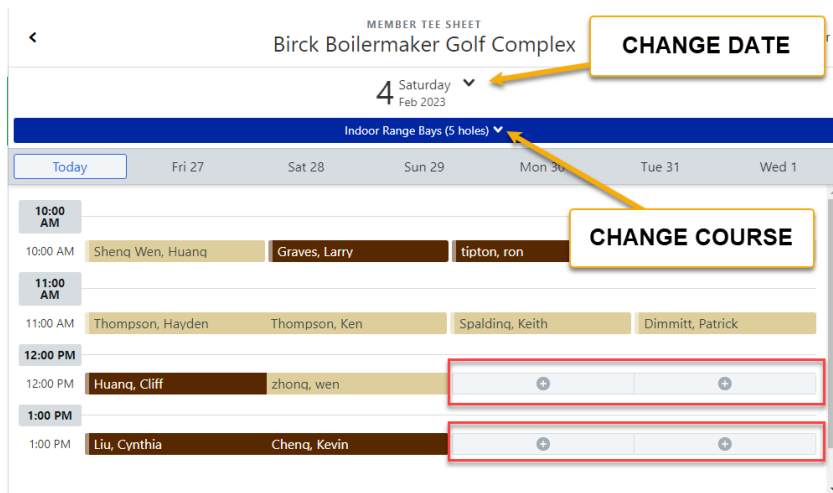 MEMBER TEE SHEET
Birck Boilermaker Golf Complex
CHANGE DATE
4 Saturday
Feb 2023
Indoor Range Bays (5 holes)
Today Fri 27 Sat 28 Sun 29 Mon 30 Tue 31 Wed 1
10:00
AM
CHANGE COURSE
10:00 AM Sheng Wen, Huang Graves, Larry tipton, ron
11:00
AM
11:00 AM Thompson, Hayden Thompson, Ken Spalding, Keith Dimmitt, Patrick
12:00 PM
12:00 PM Huang, Cliff zhong, wen
1:00 PM
1:00 PM Liu, Cynthia Cheng, Kevin